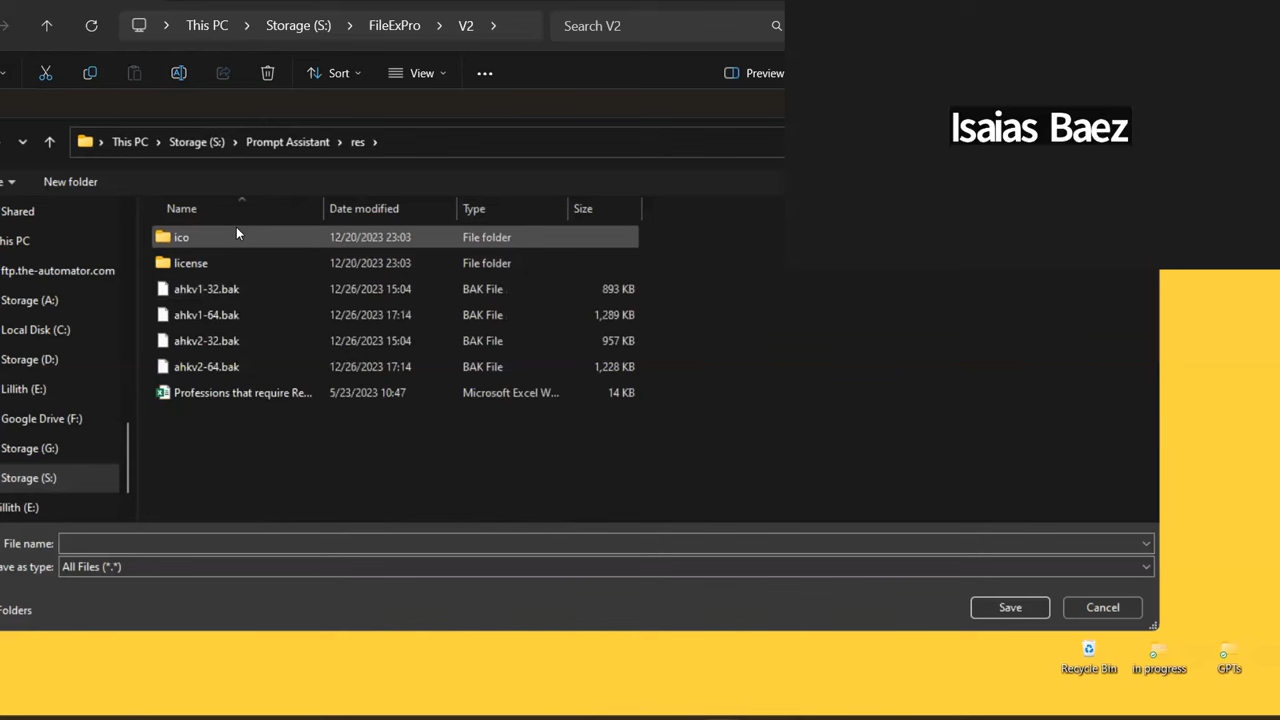 This PC Storage (S:) FileExPro V2 Search V2
Sort View Preview
Isaias Baez
This PC Storage (S:) Prompt Assistant res
New folder
Name Date modified Type Size
Shared
ico 12/20/2023 23:03 File folder
his PC
license 12/20/2023 23:03 File folder
ftp.the-automator.com
ahkv1-32.bak 12/26/2023 15:04 BAK File 893 KB
Storage (A:)
ahkv1-64.bak 12/26/2023 17:14 BAK File 1,289 KB
Local Disk (C:)
ahkv2-32.bak 12/26/2023 15:04 BAK File 957 KB
Storage (D:)
ahkv2-64.bak 12/26/2023 17:14 BAK File 1,228 KB
Lillith (E:)
Professions that require Re... 5/23/2023 10:47 Microsoft Excel W... 14 KB
Google Drive (F:)
Storage (G:)
Storage (S:)
illith (E:)
File name:
ave as type: All Files (*.*)
Folders Save Cancel
Recycle Bin in progress GPTs